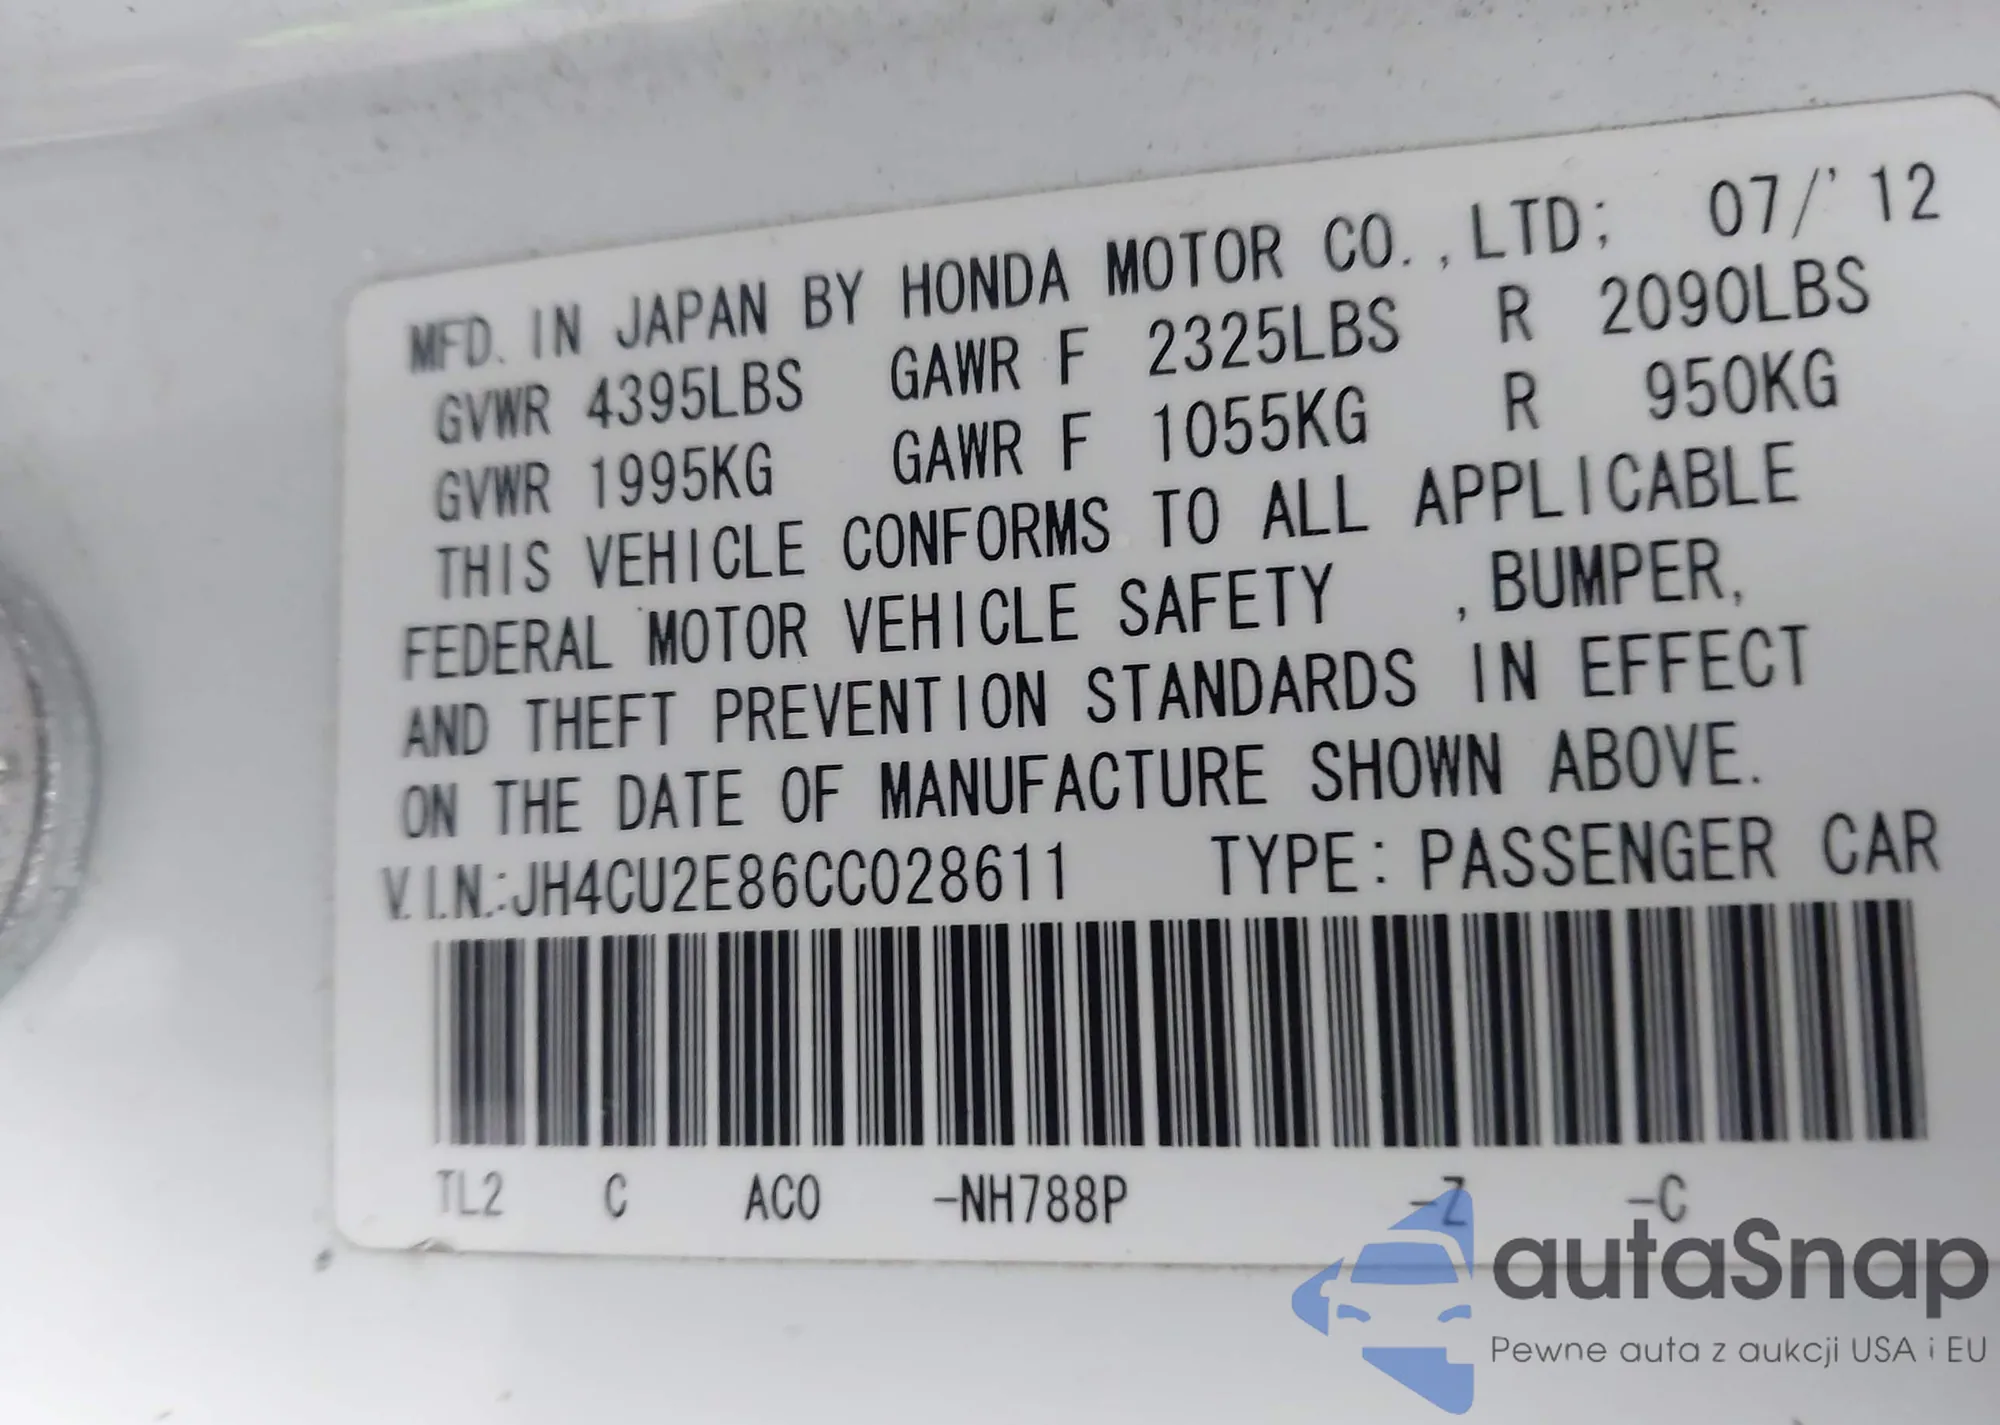 MFD. IN JAPAN BY HONDA MOTOR CO.,LTD; 07/'12
GVWR 4395LBS GAWR F 2325LBS R 2090LBS
GVWR 1995KG GAWR F 1055KG R 950KG
THIS VEHICLE CONFORMS TO ALL APPLICABLE
FEDERAL MOTOR VEHICLE SAFETY ,BUMPER,
AND THEFT PREVENTION STANDARDS IN EFFECT
ON THE DATE OF MANUFACTURE SHOWN ABOVE.
V.I.N.:JH4CU2E86CC028611 TYPE: PASSENGER CAR
TL2 C AC0 -NH788P -Z -C
autaSnap
Pewne auta z aukcji USA i EU